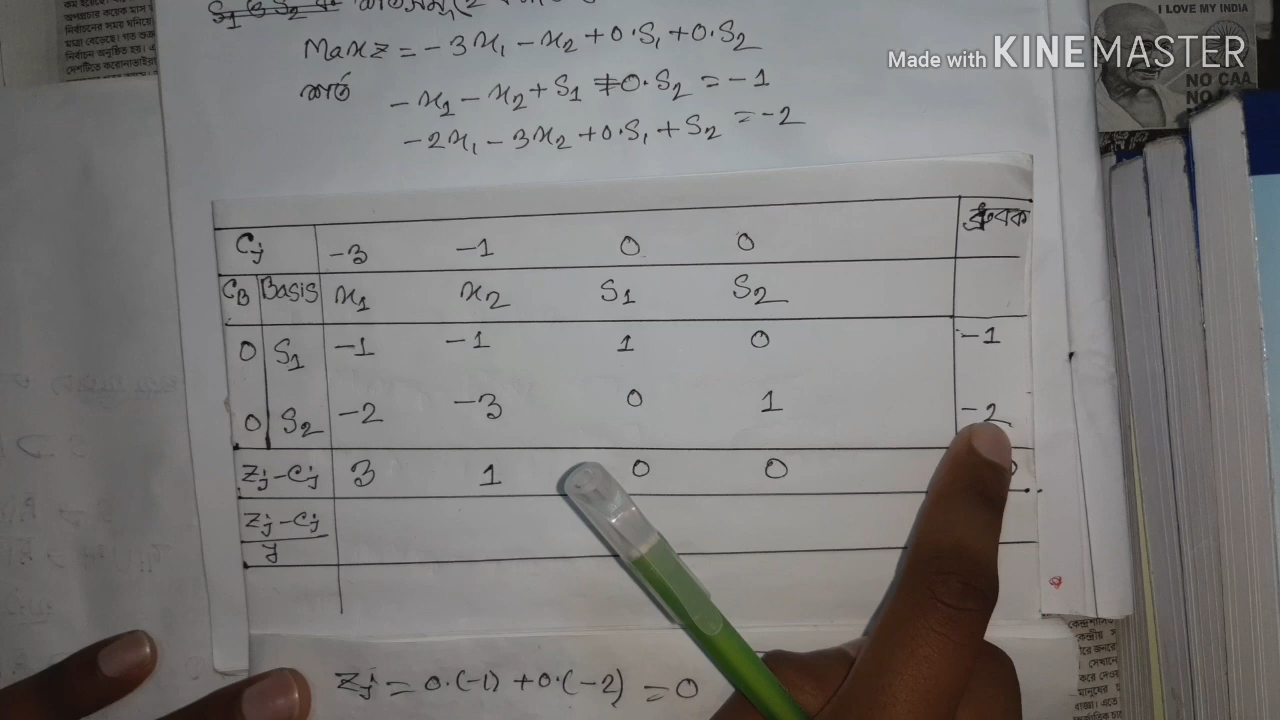 Made with KINEMASTER
I LOVE MY INDIA
NO CAA
Max z = -3x₁ - x₂ + 0·S₁ + 0·S₂
শর্ত -x₁ - x₂ + S₁ + 0·S₂ = -1
-2x₁ - 3x₂ + 0·S₁ + S₂ = -2
Cj -3 -1 0 0 ধ্রুবক
CB Basis x₁ x₂ S₁ S₂
0 S₁ -1 -1 1 0 -1
0 S₂ -2 -3 0 1 -2
Zj-Cj 3 1 0 0
Zj-Cj
y
Zj = 0·(-1) + 0·(-2) = 0